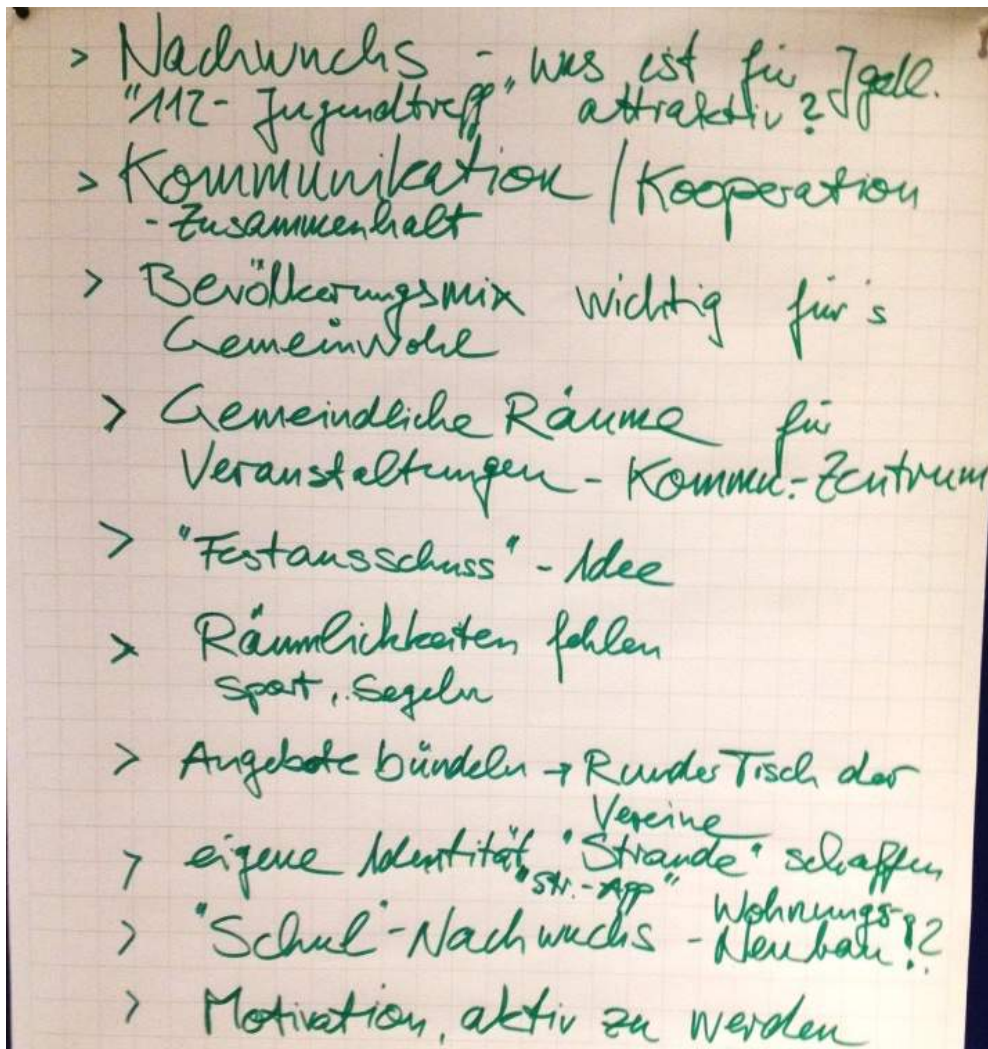 > Nachwuchs - was ist für Jgdl.
"112-Jugendtreff" attraktiv?
> Kommunikation / Kooperation
- Zusammenhalt
> Bevölkerungsmix wichtig für's
Gemeinwohl
> Gemeindliche Räume für
Veranstaltungen - Kommu.-Zentrum
> "Festausschuss" - Idee
> Räumlichkeiten fehlen
Sport, Segeln
> Angebote bündeln → Runder Tisch der
Vereine
> eigene Identität "Strande" schaffen
"Str.-App"
> "Schul"-Nachwuchs - Wohnungs-
Neubau!?
> Motivation, aktiv zu werden